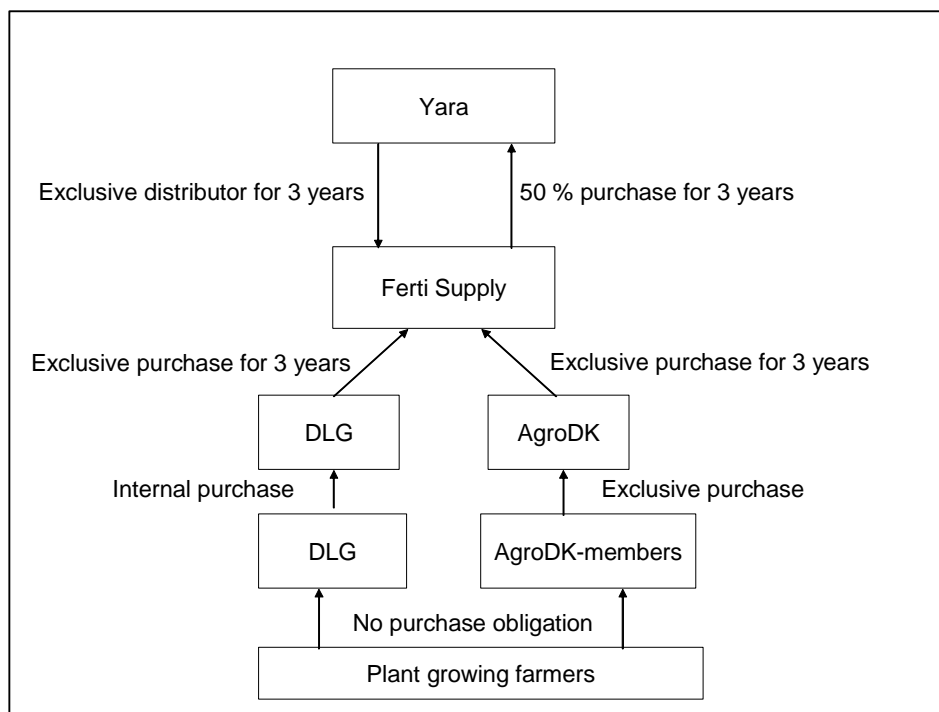 Yara
Exclusive distributor for 3 years
50 % purchase for 3 years
Ferti Supply
Exclusive purchase for 3 years
Exclusive purchase for 3 years
DLG
AgroDK
Internal purchase
Exclusive purchase
DLG
AgroDK-members
No purchase obligation
Plant growing farmers